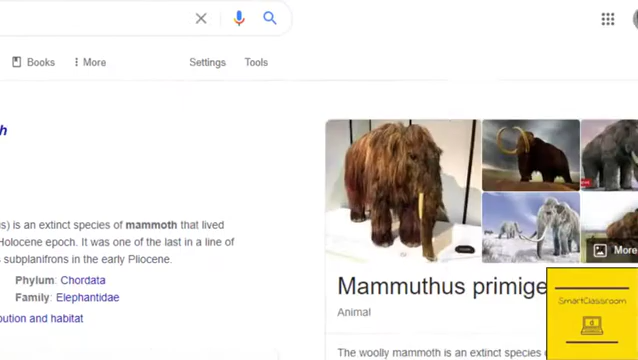 Books
More
Settings
Tools
h
s) is an extinct species of mammoth that lived
Holocene epoch. It was one of the last in a line of
s subplanifrons in the early Pliocene.
Phylum: Chordata
Family: Elephantidae
bution and habitat
More
Mammuthus primige
Animal
The woolly mammoth is an extinct species
SmartClassroom